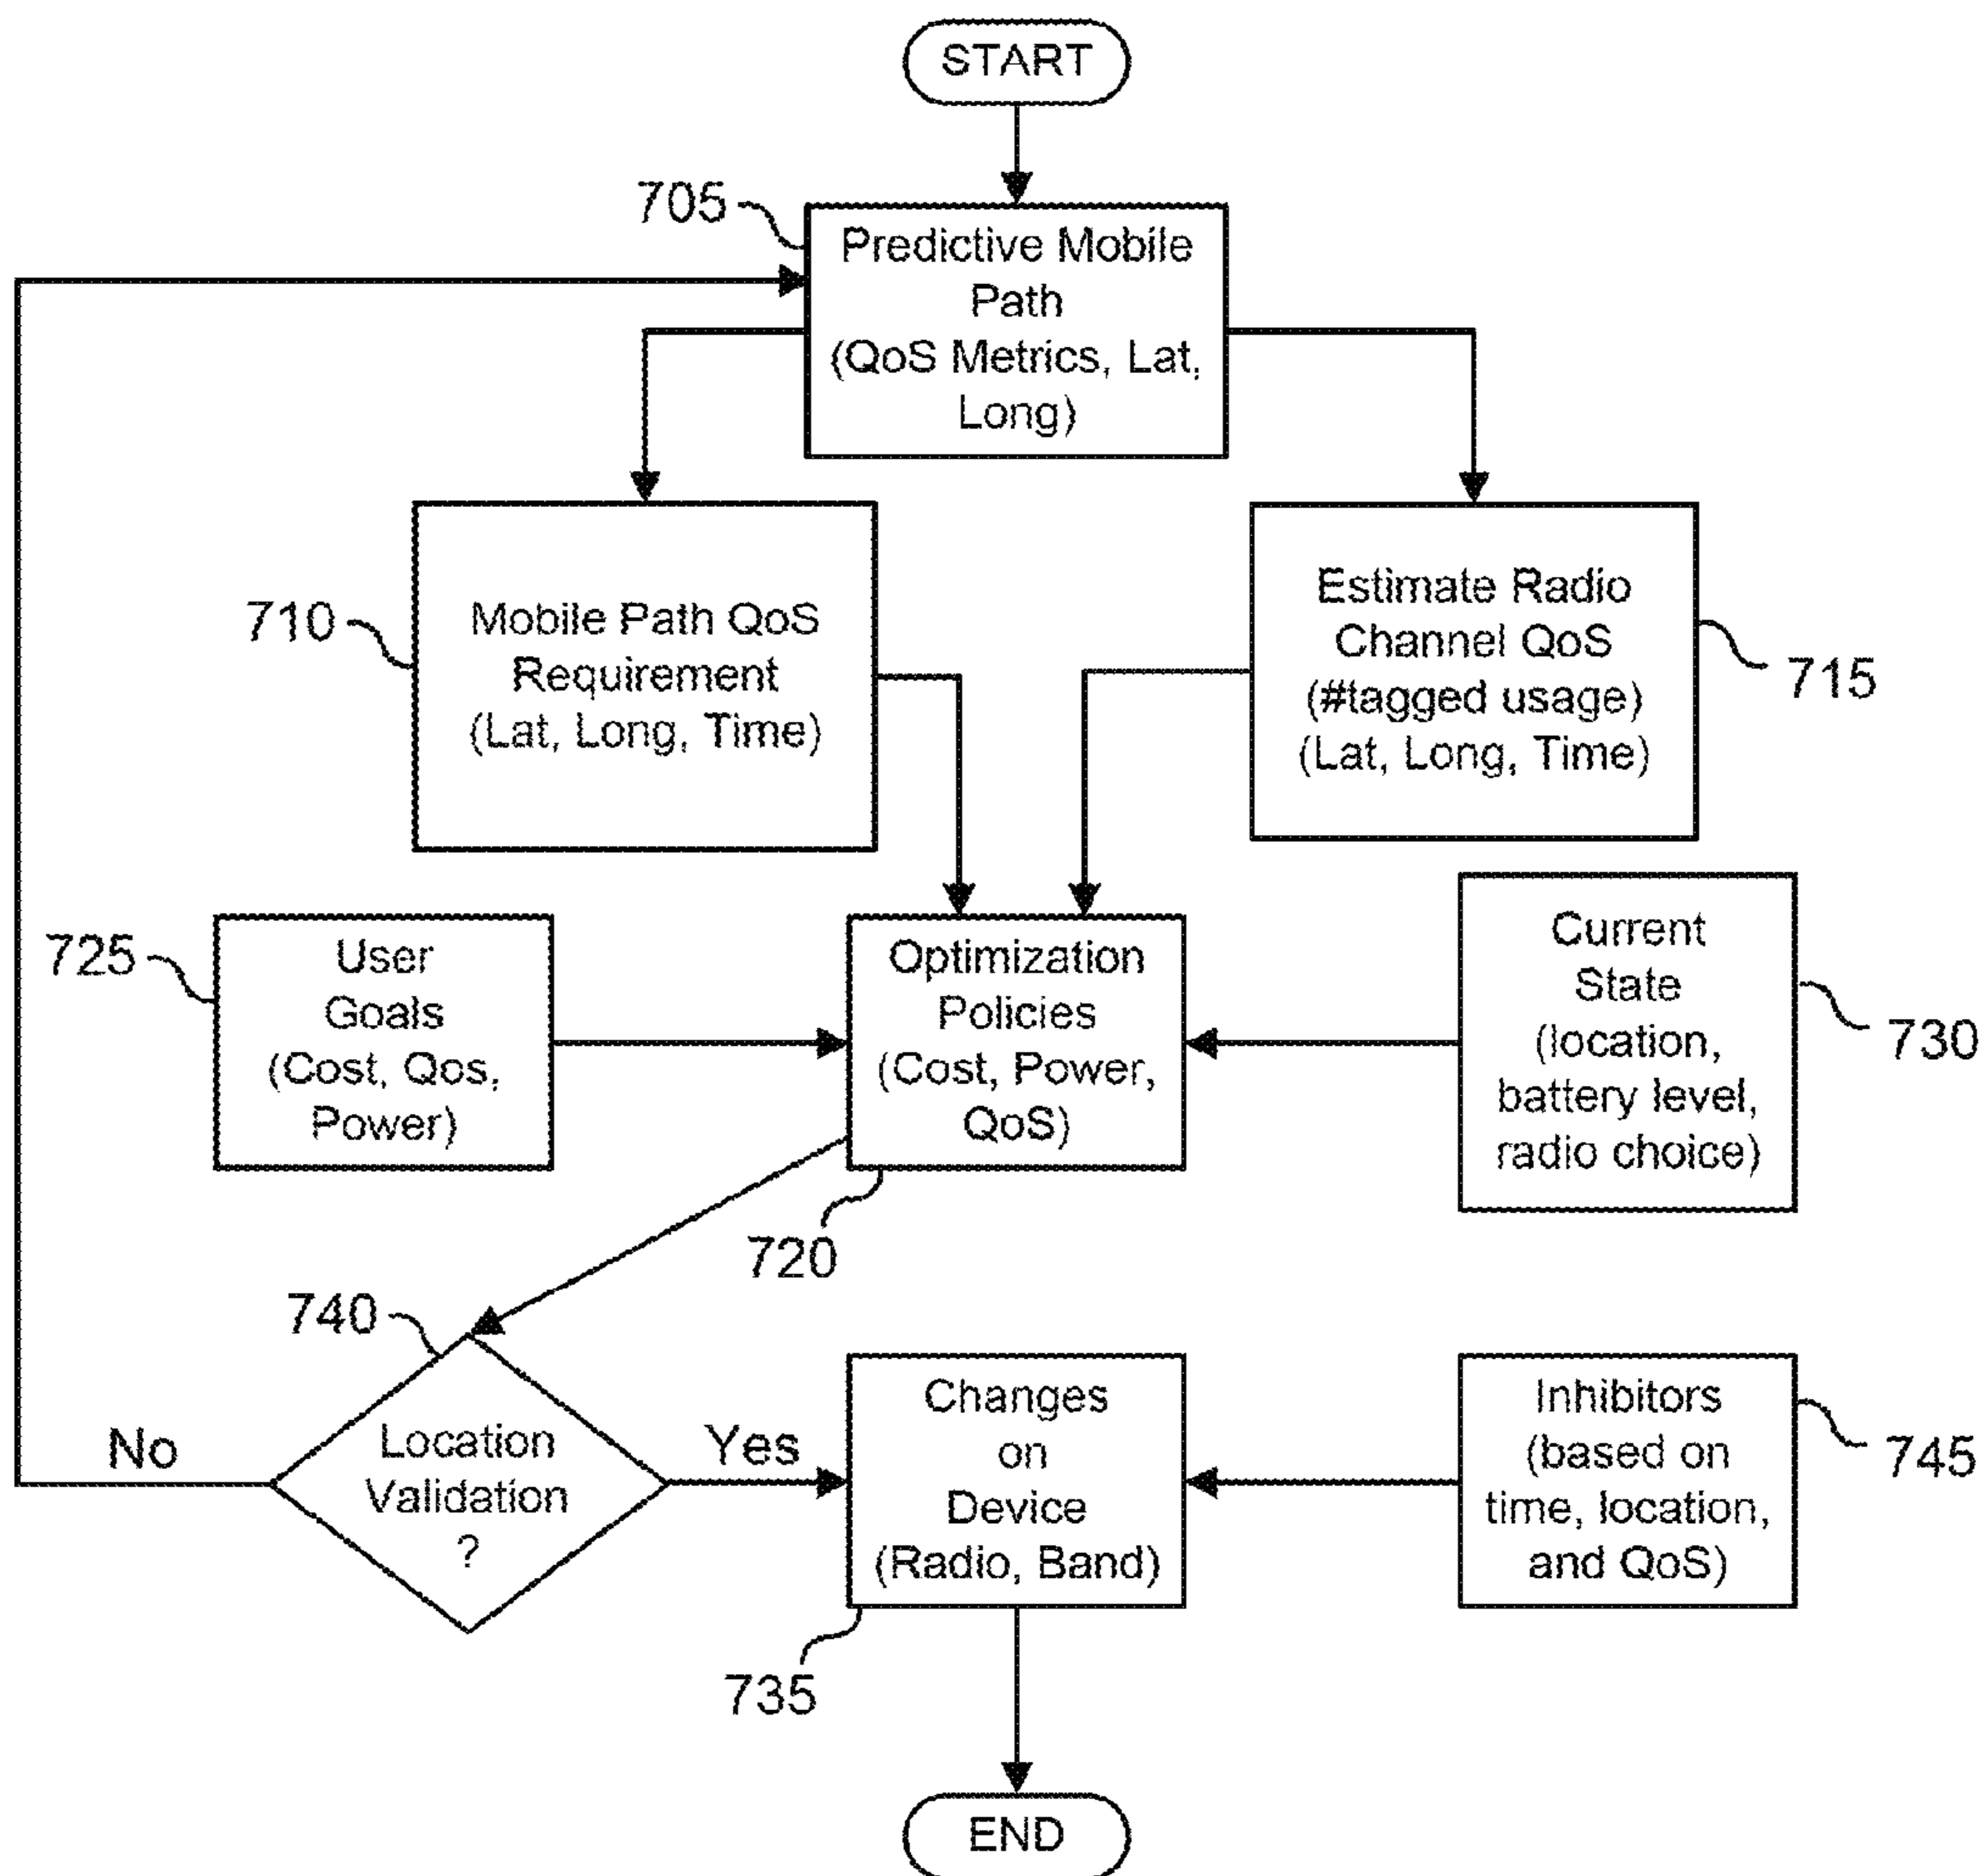 START
705
Predictive Mobile
Path
(QoS Metrics, Lat,
Long)
710
Mobile Path QoS
Requirement
(Lat, Long, Time)
Estimate Radio
Channel QoS
(#tagged usage)
(Lat, Long, Time)
715
725
User
Goals
(Cost, Qos,
Power)
Optimization
Policies
(Cost, Power,
QoS)
720
Current
State
(location,
battery level,
radio choice)
730
740
Location
Validation
?
No
Yes
Changes
on
Device
(Radio, Band)
735
Inhibitors
(based on
time, location,
and QoS)
745
END